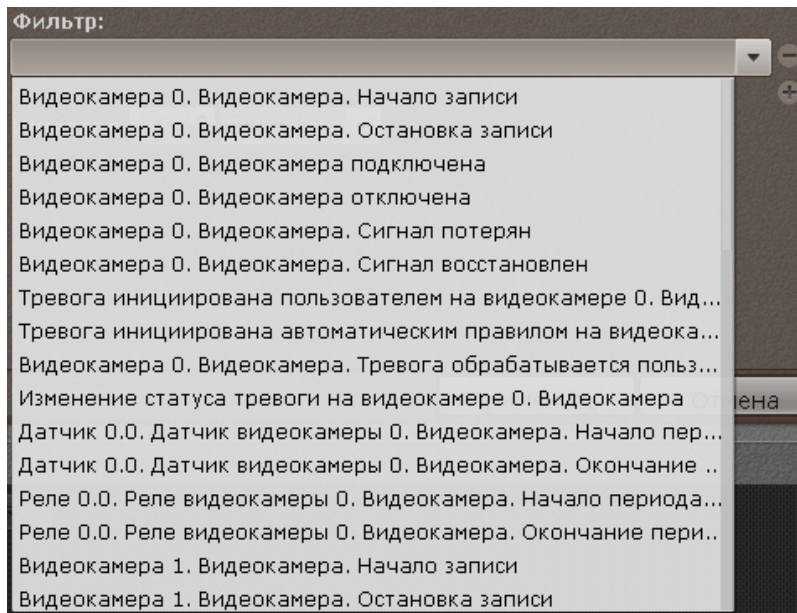 Фильтр:
Видеокамера 0. Видеокамера. Начало записи
Видеокамера 0. Видеокамера. Остановка записи
Видеокамера 0. Видеокамера подключена
Видеокамера 0. Видеокамера отключена
Видеокамера 0. Видеокамера. Сигнал потерян
Видеокамера 0. Видеокамера. Сигнал восстановлен
Тревога инициирована пользователем на видеокамере 0. Вид...
Тревога инициирована автоматическим правилом на видеока...
Видеокамера 0. Видеокамера. Тревога обрабатывается польз...
Изменение статуса тревоги на видеокамере 0. Видеокамера
Датчик 0.0. Датчик видеокамеры 0. Видеокамера. Начало пер...
Датчик 0.0. Датчик видеокамеры 0. Видеокамера. Окончание ..
Реле 0.0. Реле видеокамеры 0. Видеокамера. Начало периода...
Реле 0.0. Реле видеокамеры 0. Видеокамера. Окончание пери..
Видеокамера 1. Видеокамера. Начало записи
Видеокамера 1. Видеокамера. Остановка записи
Отмена